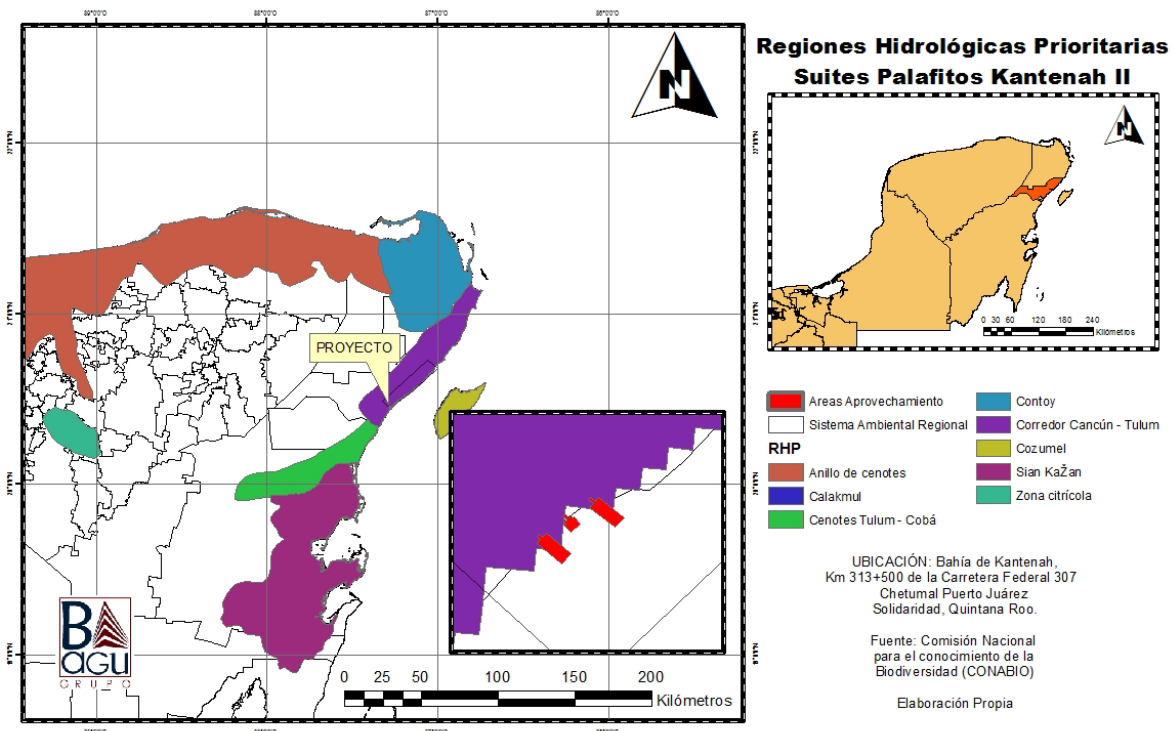 Regiones Hidrológicas Prioritarias
Suites Palafitos Kantenah II
N
N
PROYECTO
0 30 60 120 180 240
Kilómetros
Areas Aprovechamiento
Sistema Ambiental Regional
RHP
Anillo de cenotes
Calakmul
Cenotes Tulum - Cobá
Contoy
Corredor Cancún - Tulum
Cozumel
Sian KaŽan
Zona citrícola
UBICACIÓN: Bahía de Kantenah,
Km 313+500 de la Carretera Federal 307
Chetumal Puerto Juárez
Solidaridad, Quintana Roo.
Fuente: Comisión Nacional
para el conocimiento de la
Biodiversidad (CONABIO)
Elaboración Propia
BAGU
GRUPO
0 25 50 100 150 200
Kilómetros